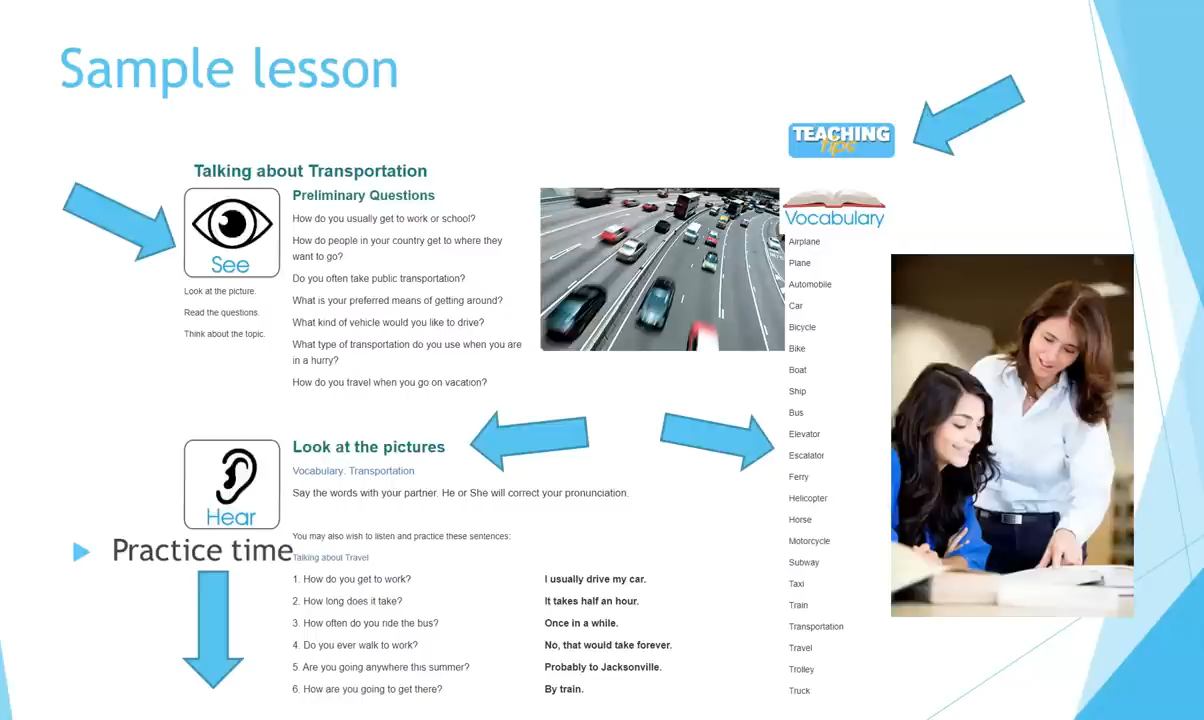 Sample lesson
TEACHING
Tips
Talking about Transportation
See
Look at the picture.
Read the questions.
Think about the topic.
Preliminary Questions
How do you usually get to work or school?
How do people in your country get to where they
want to go?
Do you often take public transportation?
What is your preferred means of getting around?
What kind of vehicle would you like to drive?
What type of transportation do you use when you are
in a hurry?
How do you travel when you go on vacation?
Hear
Look at the pictures
Vocabulary. Transportation
Say the words with your partner. He or She will correct your pronunciation.
You may also wish to listen and practice these sentences:
Practice time
Talking about Travel
1. How do you get to work? I usually drive my car.
2. How long does it take? It takes half an hour.
3. How often do you ride the bus? Once in a while.
4. Do you ever walk to work? No, that would take forever.
5. Are you going anywhere this summer? Probably to Jacksonville.
6. How are you going to get there? By train.
Vocabulary
Airplane
Plane
Automobile
Car
Bicycle
Bike
Boat
Ship
Bus
Elevator
Escalator
Ferry
Helicopter
Horse
Motorcycle
Subway
Taxi
Train
Transportation
Travel
Trolley
Truck